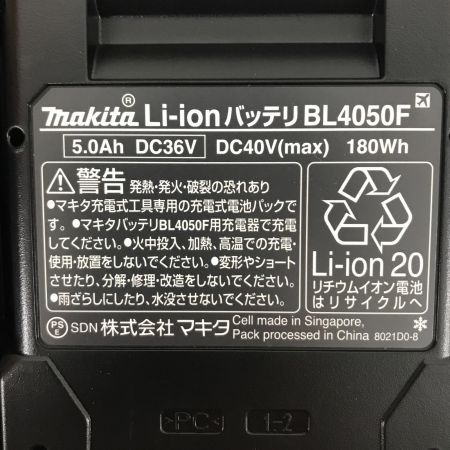 makita® Li-ionバッテリ BL4050F
5.0Ah DC36V DC40V(max) 180Wh
⚠警告 発熱・発火・破裂の恐れあり
●マキタ充電式工具専用の充電式電池パックで
す。●マキタバッテリBL4050F用充電器で充電
してください。●火中投入、加熱、高温での充電・
使用・放置をしないでください。●変形やショート
させたり、分解・修理・改造をしないでください。
●雨ざらしにしたり、水没させないでください。
Li-ion 20
リチウムイオン電池
はリサイクルへ
PSE SDN 株式会社マキタ
Cell made in Singapore,
Pack processed in China 8021D0-8
>PC<
1-2